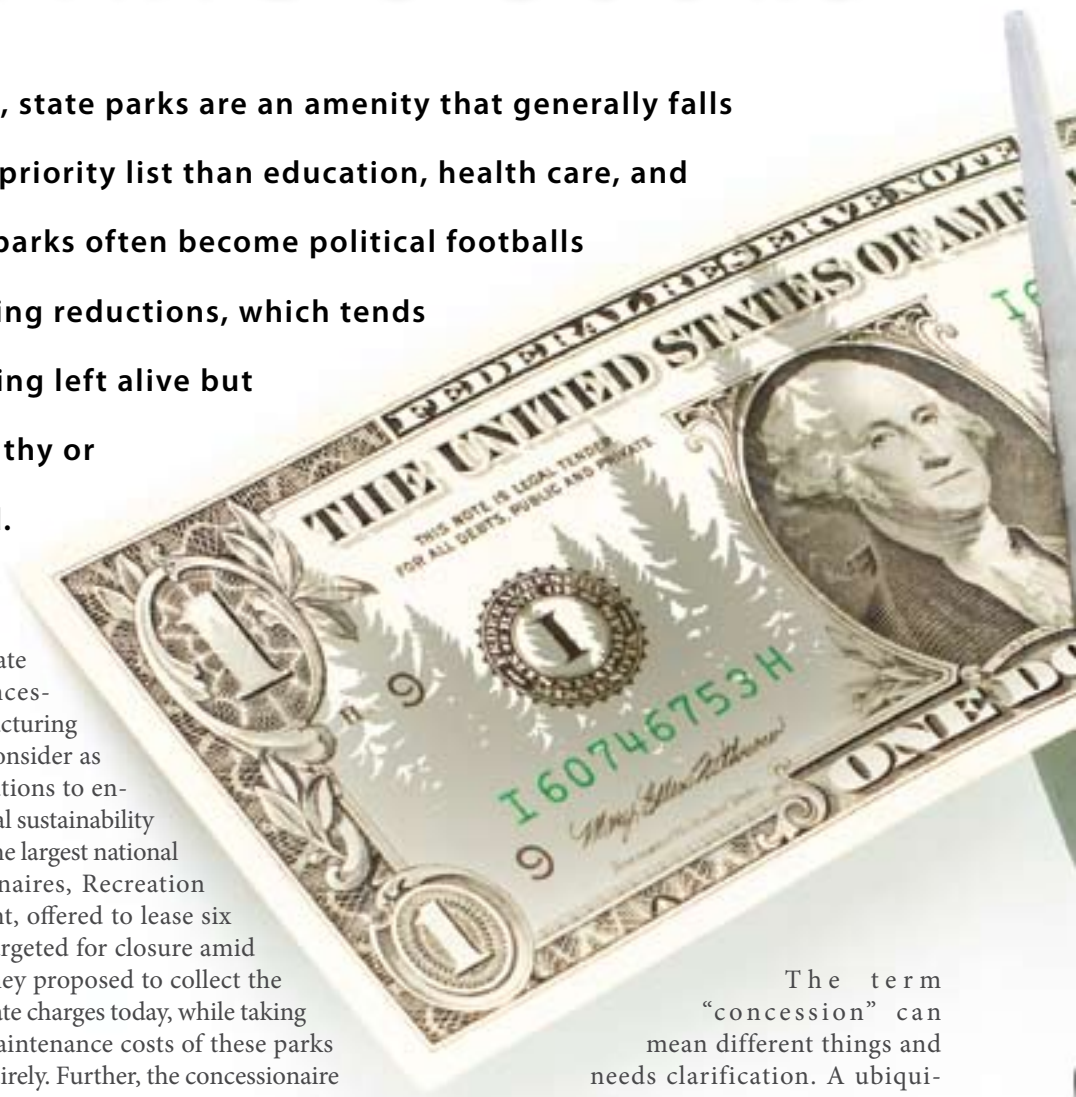 , state parks are an amenity that generally falls
priority list than education, health care, and
parks often become political footballs
ing reductions, which tends
ing left alive but
thy or
.
ate
nces-
cturing
onsider as
tions to en-
al sustainability
he largest national
naires, Recreation
nt, offered to lease six
rgeted for closure amid
ey proposed to collect the
ate charges today, while taking
aintenance costs of these parks
irely. Further, the concessionaire
The term
“concession” can
mean different things and
needs clarification. A ubiqui-
FEDERAL RESERVE NOTE
THE UNITED STATES OF AME
THIS NOTE IS LEGAL TENDER
FOR ALL DEBTS, PUBLIC AND PRIVATE
1
I
9
I60746753H
9
ONE DO
1
I6